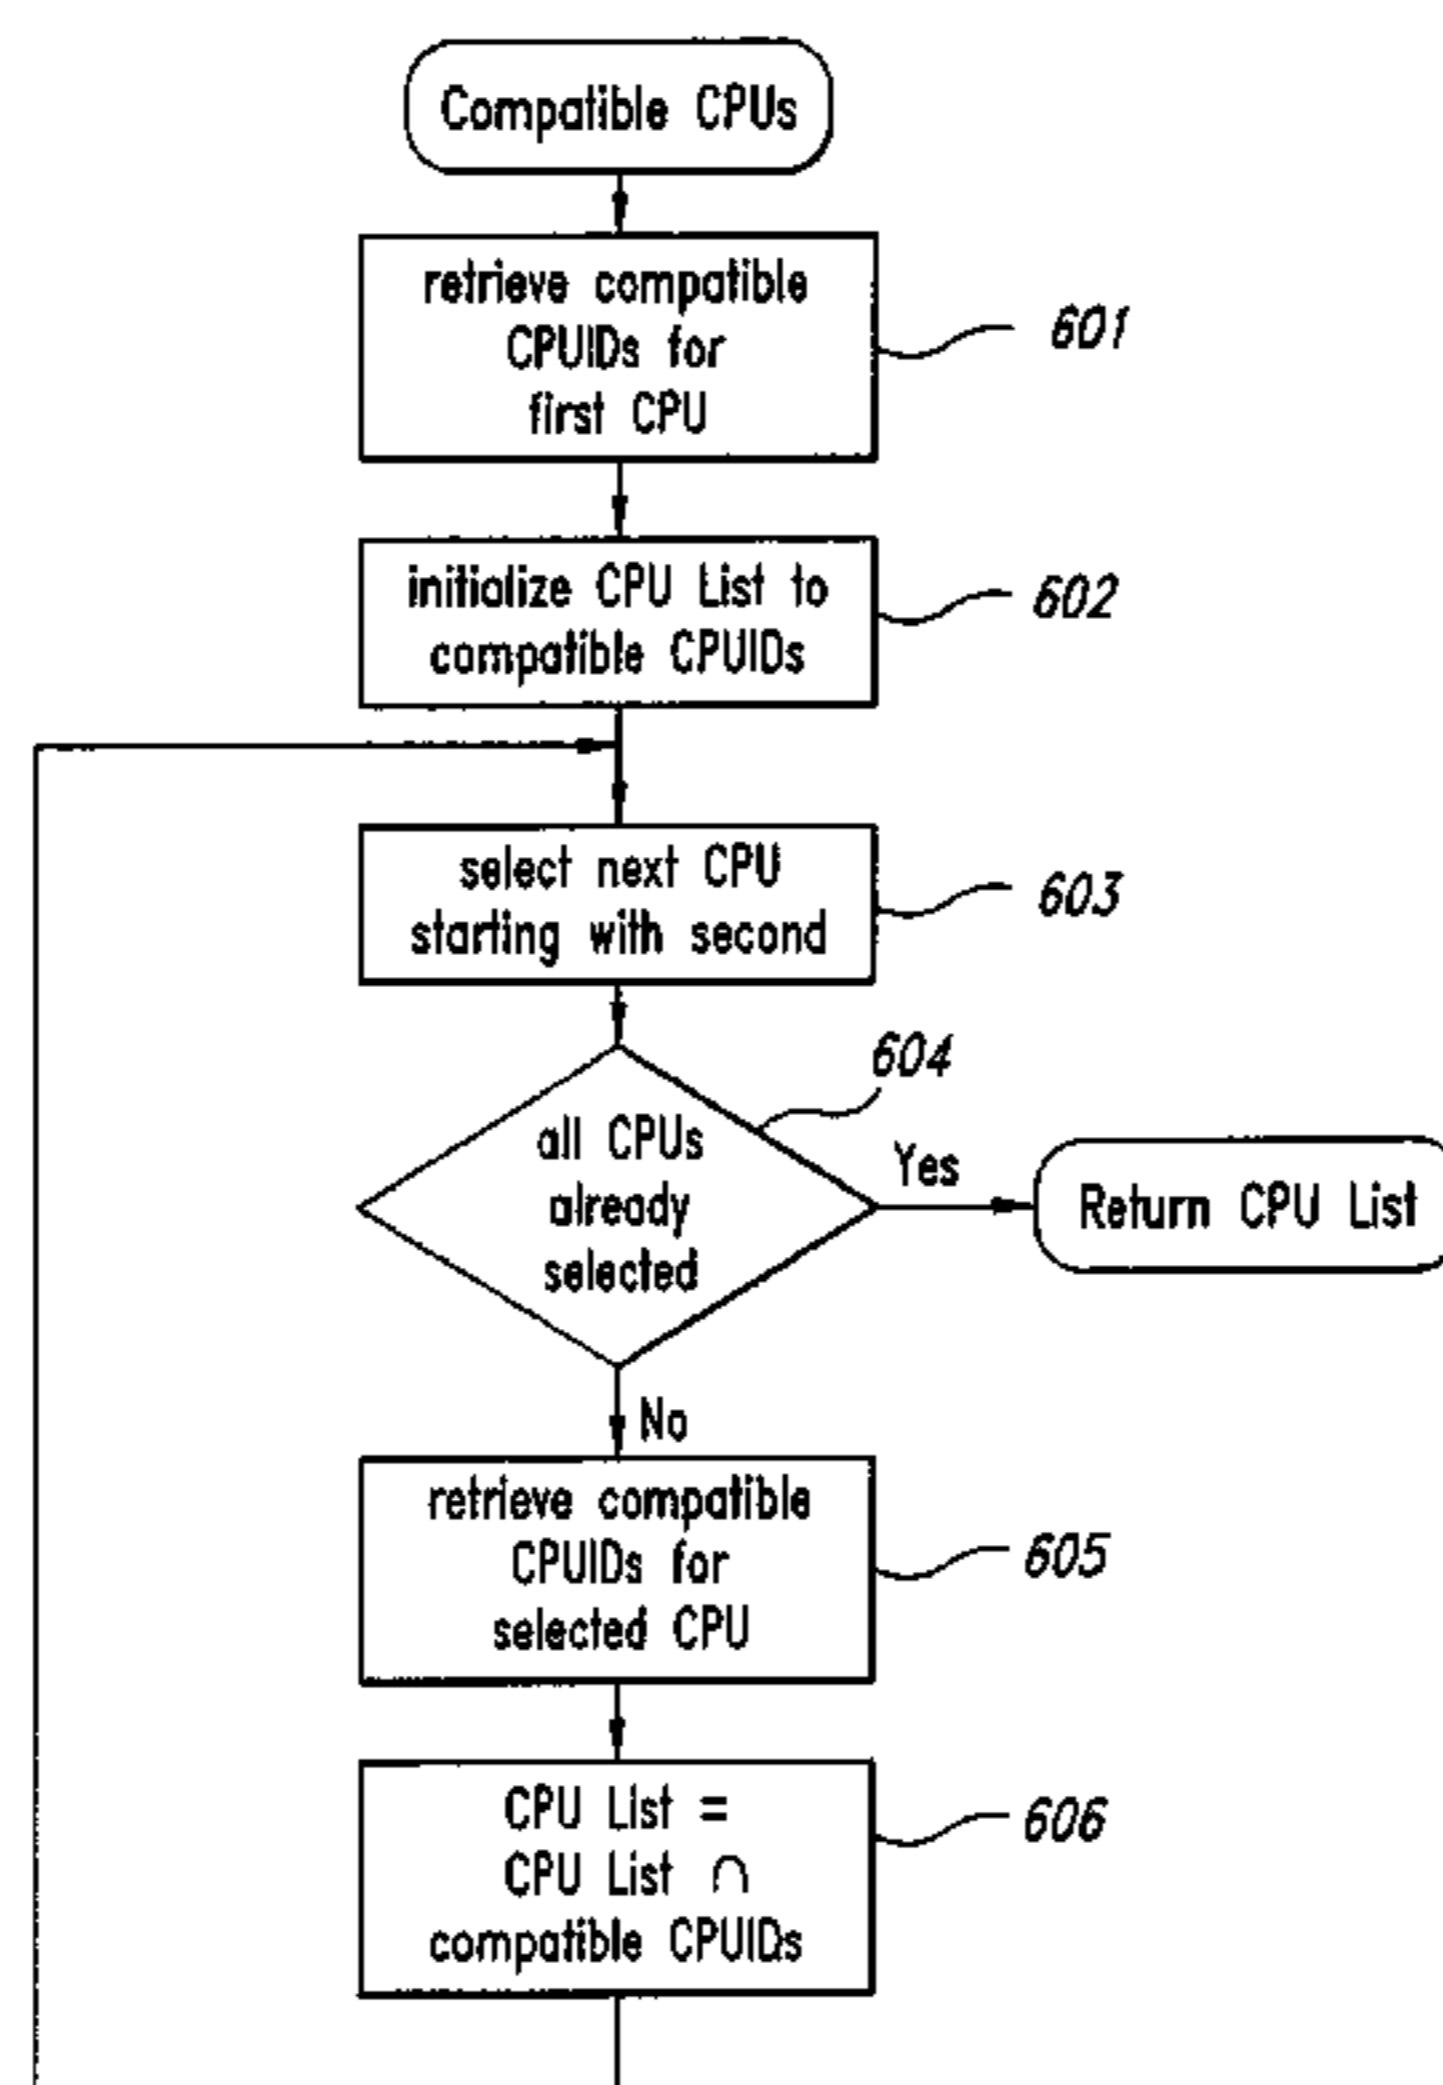 Compatible CPUs
retrieve compatible
CPUIDs for
first CPU
601
initialize CPU List to
compatible CPUIDs
602
select next CPU
starting with second
603
604
all CPUs
already
selected
Yes
Return CPU List
No
retrieve compatible
CPUIDs for
selected CPU
605
CPU List =
CPU List ∩
compatible CPUIDs
606